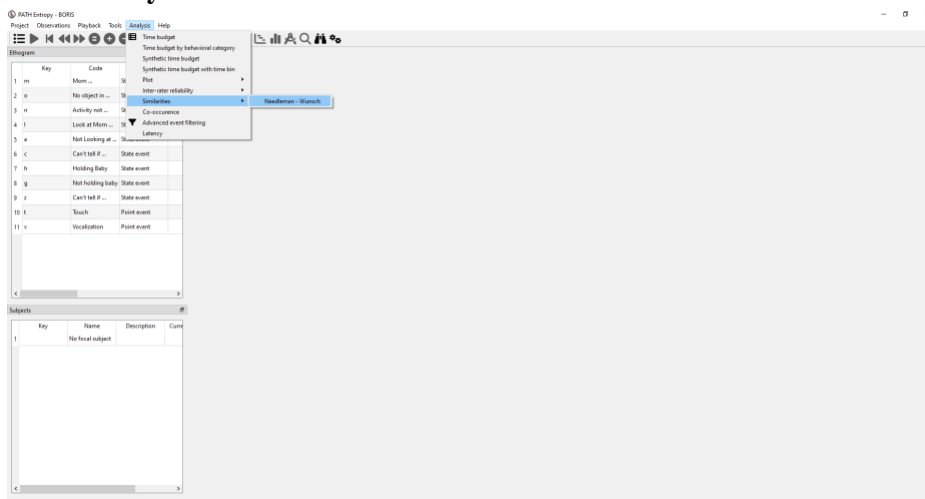 PATH Entropy - BORIS
Project Observations Playback Tools Analysis Help
Time budget
Time budget by behavioral category
Synthetic time budget
Synthetic time budget with time bin
Plot
Inter-rater reliability
Similarities
Needleman - Wunsch
Co-occurence
Advanced event filtering
Latency
Ethogram
Key Code
1 m Mom ... St
2 o No object in ... St
3 n Activity not ... St
4 l Look at Mom ... St
5 a Not Looking at ... State event
6 c Can't tell if ... State event
7 h Holding Baby State event
8 g Not holding baby State event
9 z Can't tell if ... State event
10 t Touch Point event
11 v Vocalization Point event
Subjects
Key Name Description Curre
1 No focal subject